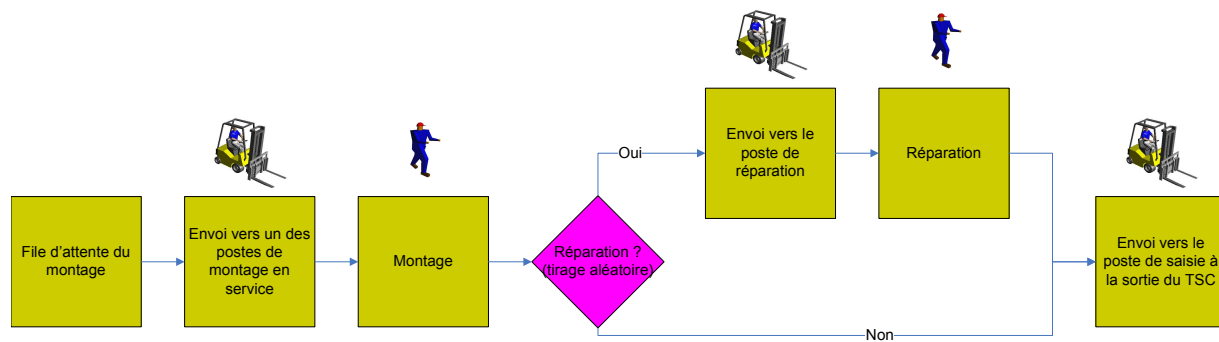 File d'attente du
montage
Envoi vers un des
postes de
montage en
service
Montage
Réparation ?
(tirage aléatoire)
Oui
Envoi vers le
poste de
réparation
Réparation
Non
Envoi vers le
poste de saisie à
la sortie du TSC